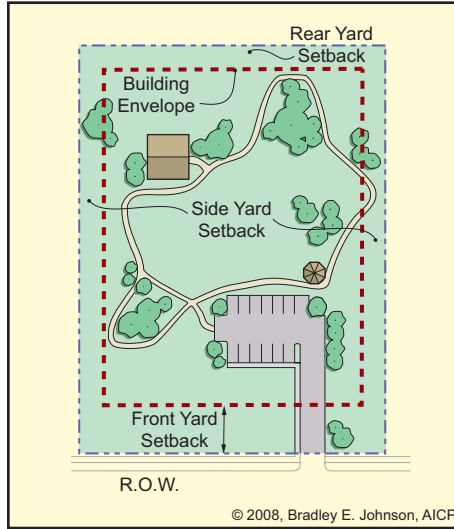 Rear Yard
Setback
Building
Envelope
Side Yard
Setback
Front Yard
Setback
R.O.W.
© 2008, Bradley E. Johnson, AICP